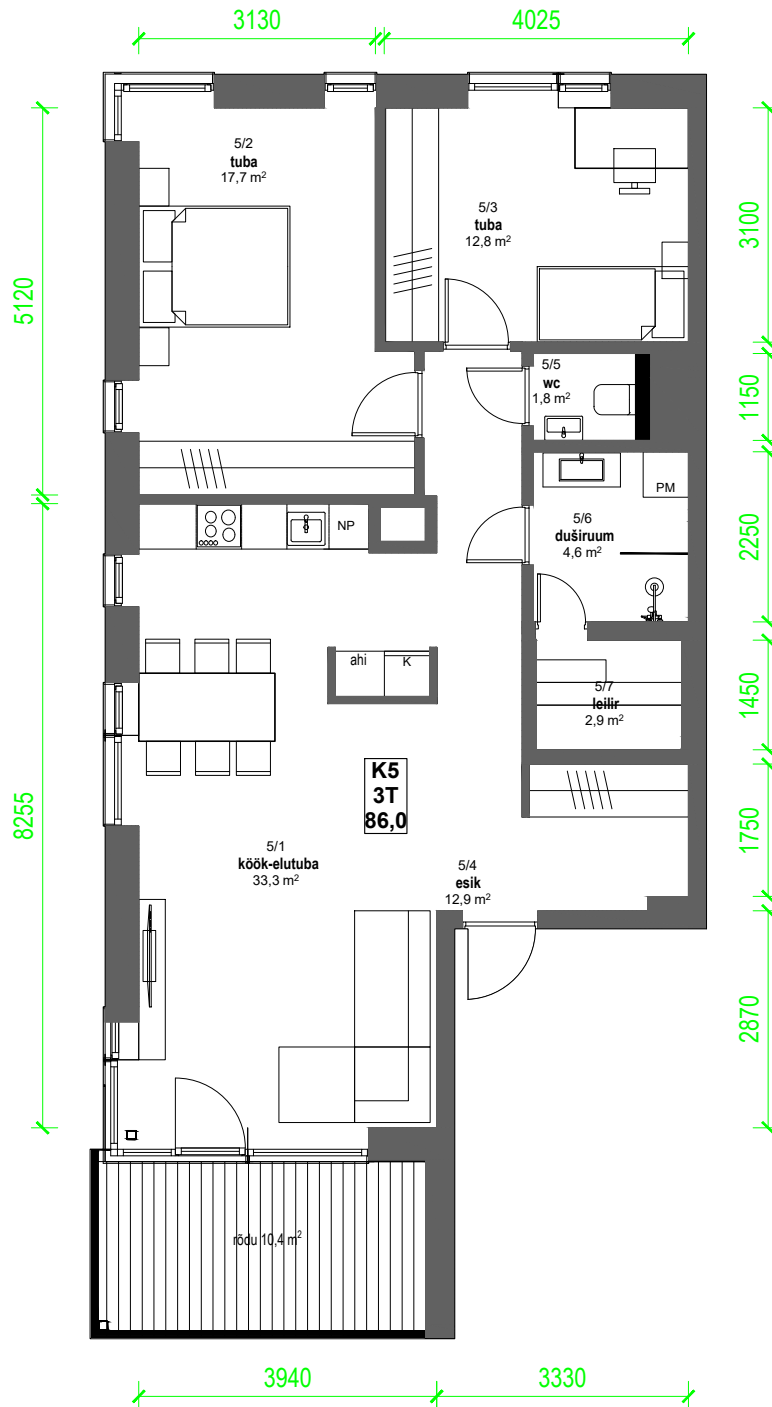 3130
4025
5/2
tuba
17,7 m²
5/3
tuba
12,8 m²
3100
5120
5/5
wc
1,8 m²
1150
PM
NP
5/6
duširuum
4,6 m²
2250
ahi
K
5/7
leilir
2,9 m²
1450
K5
3T
86,0
8255
1750
5/1
köök-elutuba
33,3 m²
5/4
esik
12,9 m²
2870
rõdu 10,4 m²
3940
3330